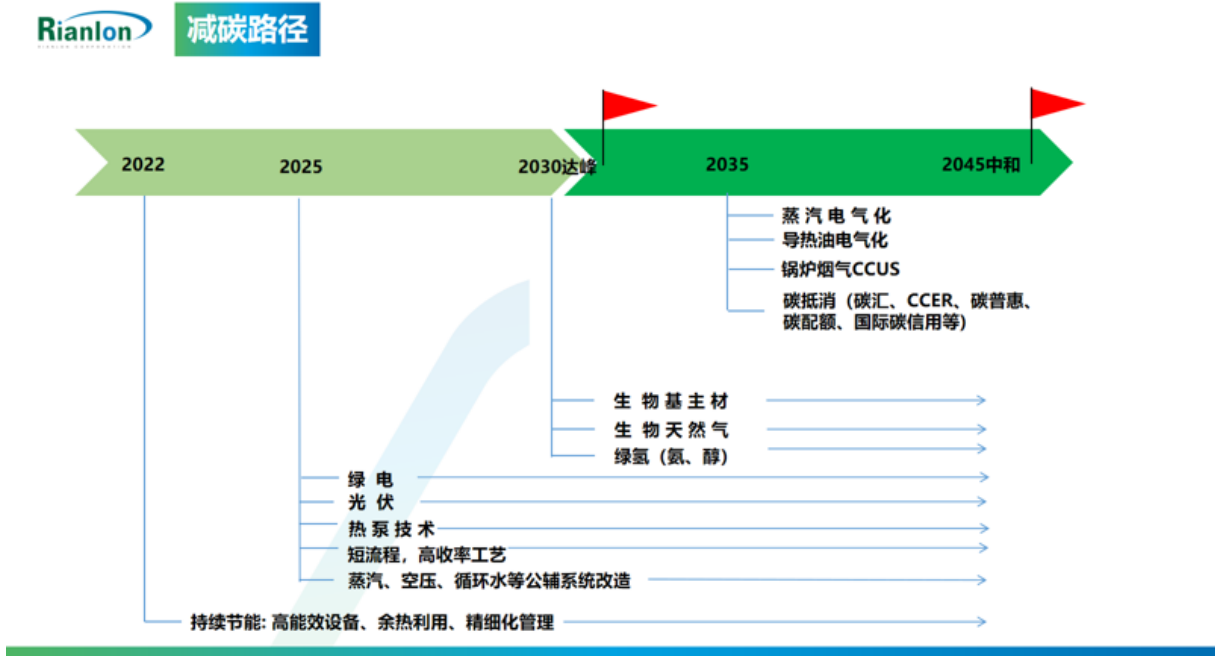 Rianlon
RIANLON CORPORATION
减碳路径
2022
2025
2030达峰
2035
2045中和
蒸汽电气化
导热油电气化
锅炉烟气CCUS
碳抵消（碳汇、CCER、碳普惠、
碳配额、国际碳信用等）
生物基主材
生物天然气
绿氢（氨、醇）
绿电
光伏
热泵技术
短流程，高收率工艺
蒸汽、空压、循环水等公辅系统改造
持续节能: 高能效设备、余热利用、精细化管理